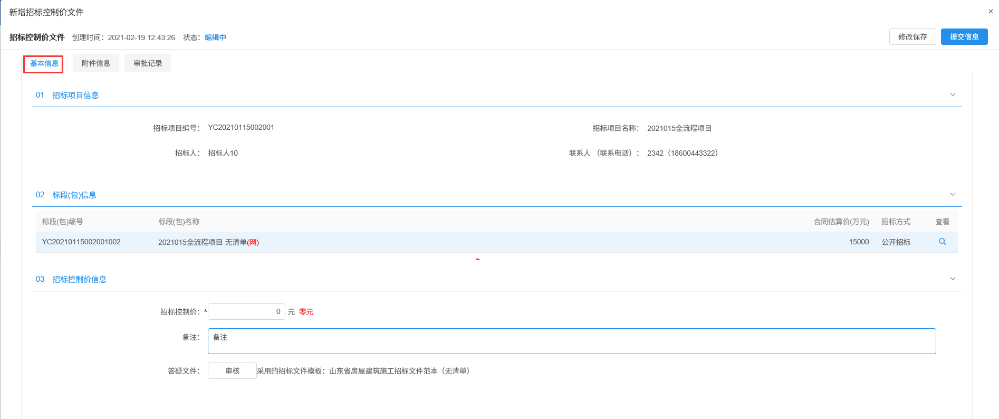 新增招标控制价文件
×
招标控制价文件 创建时间：2021-02-19 12:43:26 状态：编辑中 修改保存 提交信息
基本信息 附件信息 审批记录
01 招标项目信息
招标项目编号： YC20210115002001 招标项目名称： 2021015全流程项目
招标人： 招标人10 联系人 （联系电话）： 2342（18600443322）
02 标段(包)信息
标段(包)编号 标段(包)名称 合同估算价(万元) 招标方式 查看
YC20210115002001002 2021015全流程项目-无清单(网) 15000 公开招标
03 招标控制价信息
招标控制价：* 0 元 零元
备注： 备注
答疑文件： 审核 采用的招标文件模板：山东省房屋建筑施工招标文件范本（无清单）